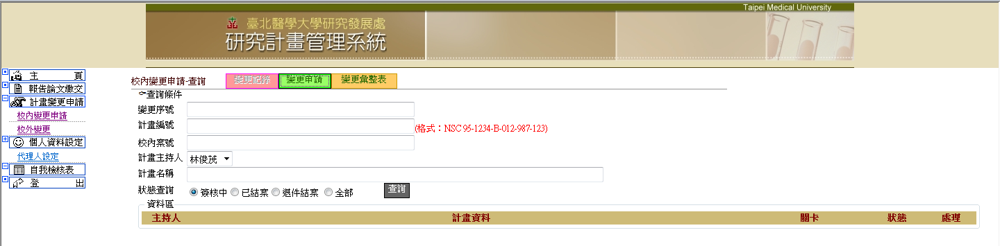 Taipei Medical University
臺北醫學大學研究發展處
研究計畫管理系統
主 頁
報告論文繳交
計畫變更申請
校內變更申請
校外變更
個人資料設定
代理人設定
自我檢核表
登 出
校內變更申請-查詢 變更記錄 變更申請 變更彙整表
查詢條件
變更序號
計畫編號 (格式：NSC 95-1234-B-012-987-123)
校內案號
計畫主持人 林俊茂
計畫名稱
狀態查詢 簽核中 已結案 退件結案 全部 查詢
資料區
主持人 計畫資料 關卡 狀態 處理